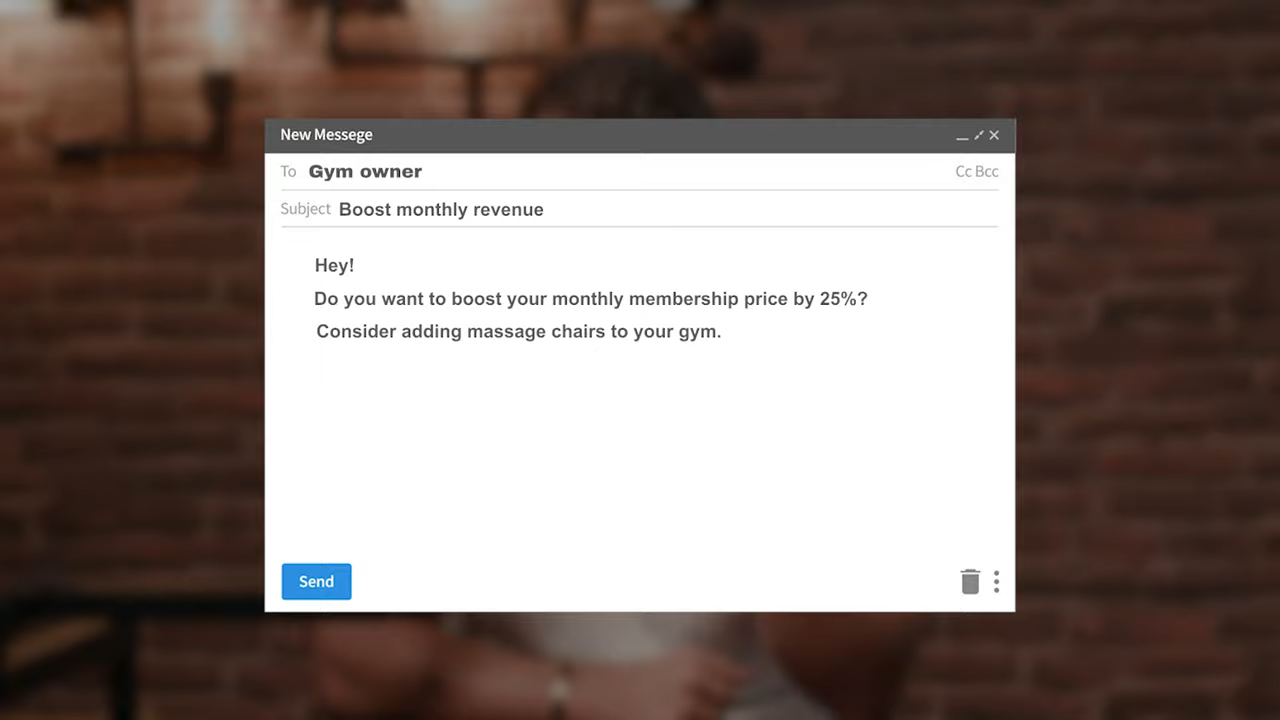 New Messege
To Gym owner Cc Bcc
Subject Boost monthly revenue
Hey!
Do you want to boost your monthly membership price by 25%?
Consider adding massage chairs to your gym.
Send